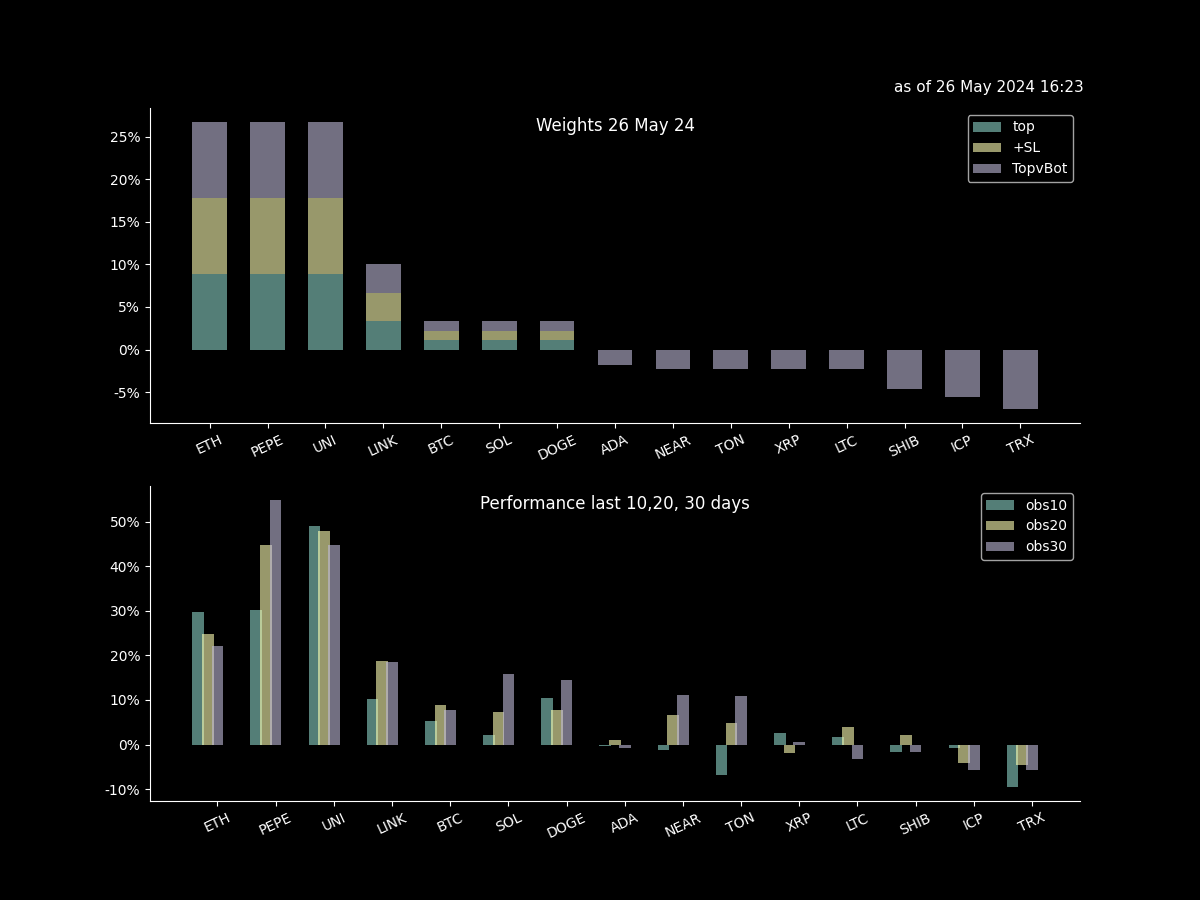 as of 26 May 2024 16:23
Weights 26 May 24
top
+SL
TopvBot
25%
20%
15%
10%
5%
0%
-5%
ETH PEPE UNI LINK BTC SOL DOGE ADA NEAR TON XRP LTC SHIB ICP TRX
Performance last 10,20, 30 days
obs10
obs20
obs30
50%
40%
30%
20%
10%
0%
-10%
ETH PEPE UNI LINK BTC SOL DOGE ADA NEAR TON XRP LTC SHIB ICP TRX